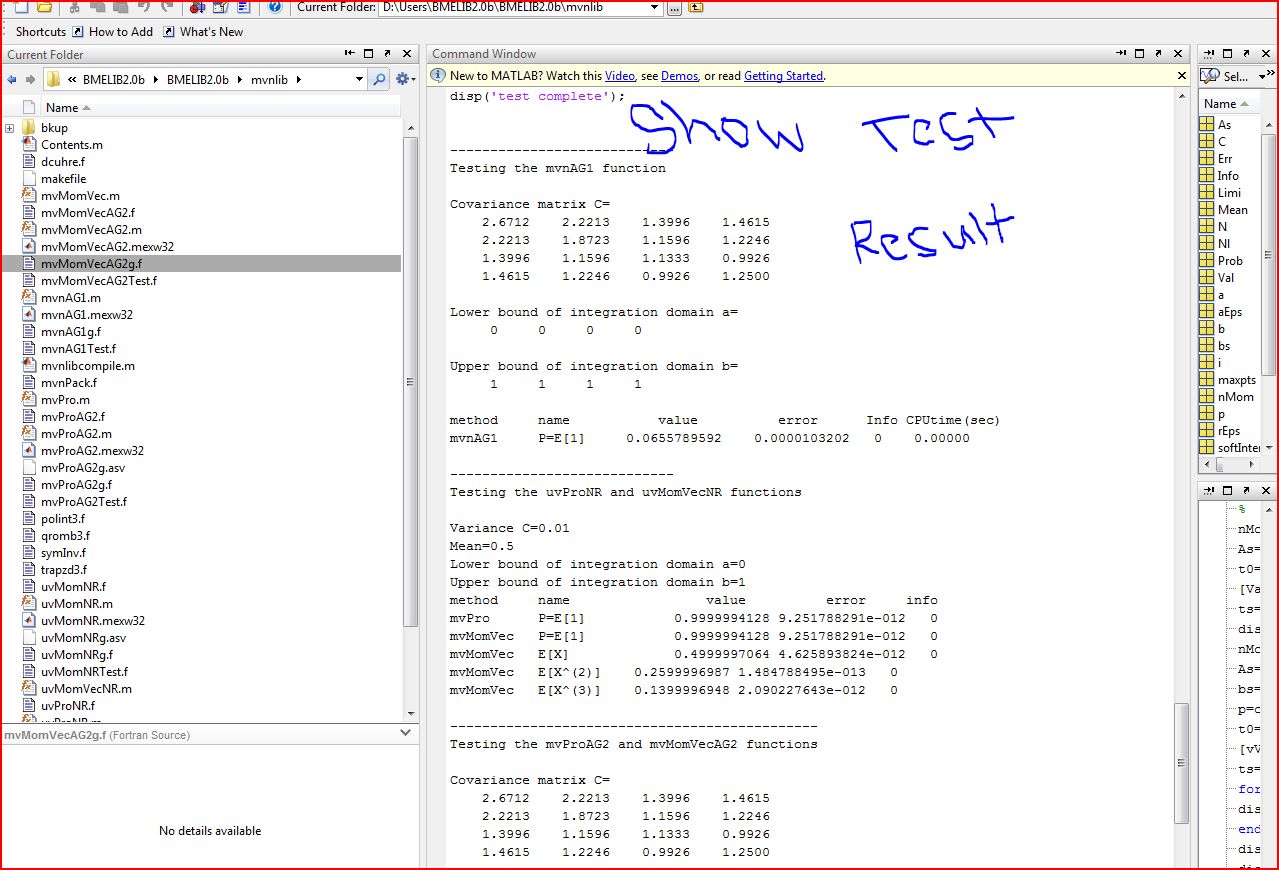 Current Folder: D:\Users\BMELIB2.0b\BMELIB2.0b\mvnlib
Shortcuts How to Add What's New
Current Folder
« BMELIB2.0b BMELIB2.0b mvnlib
Name
bkup
Contents.m
dcuhre.f
makefile
mvMomVec.m
mvMomVecAG2.f
mvMomVecAG2.m
mvMomVecAG2.mexw32
mvMomVecAG2g.f
mvMomVecAG2Test.f
mvnAG1.m
mvnAG1.mexw32
mvnAG1g.f
mvnAG1Test.f
mvnlibcompile.m
mvnPack.f
mvPro.m
mvProAG2.f
mvProAG2.m
mvProAG2.mexw32
mvProAG2g.asv
mvProAG2g.f
mvProAG2Test.f
polint3.f
qromb3.f
symInv.f
trapzd3.f
uvMomNR.f
uvMomNR.m
uvMomNR.mexw32
uvMomNRg.asv
uvMomNRg.f
uvMomNRTest.f
uvMomVecNR.m
uvProNR.f
uvProNR.m
mvMomVecAG2g.f (Fortran Source)
No details available
Command Window
New to MATLAB? Watch this Video, see Demos, or read Getting Started.
disp('test complete');
Show Test
Result
---------------------------
Testing the mvnAG1 function
Covariance matrix C=
2.6712 2.2213 1.3996 1.4615
2.2213 1.8723 1.1596 1.2246
1.3996 1.1596 1.1333 0.9926
1.4615 1.2246 0.9926 1.2500
Lower bound of integration domain a=
0 0 0 0
Upper bound of integration domain b=
1 1 1 1
method name value error Info CPUtime(sec)
mvnAG1 P=E[1] 0.0655789592 0.0000103202 0 0.00000
----------------------------
Testing the uvProNR and uvMomVecNR functions
Variance C=0.01
Mean=0.5
Lower bound of integration domain a=0
Upper bound of integration domain b=1
method name value error info
mvPro P=E[1] 0.9999994128 9.251788291e-012 0
mvMomVec P=E[1] 0.9999994128 9.251788291e-012 0
mvMomVec E[X] 0.4999997064 4.625893824e-012 0
mvMomVec E[X^(2)] 0.2599996987 1.484788495e-013 0
mvMomVec E[X^(3)] 0.1399996948 2.090227643e-012 0
----------------------------------------------
Testing the mvProAG2 and mvMomVecAG2 functions
Covariance matrix C=
2.6712 2.2213 1.3996 1.4615
2.2213 1.8723 1.1596 1.2246
1.3996 1.1596 1.1333 0.9926
1.4615 1.2246 0.9926 1.2500
Sel...
Name
As
C
Err
Info
Limi
Mean
N
NI
Prob
Val
a
aEps
b
bs
i
maxpts
nMom
p
rEps
softInter
%
nMo
As=
t0=
[Va
ts=
dis
nMo
As=
bs=
p=c
t0=
[vV
ts=
for
dis
end
dis